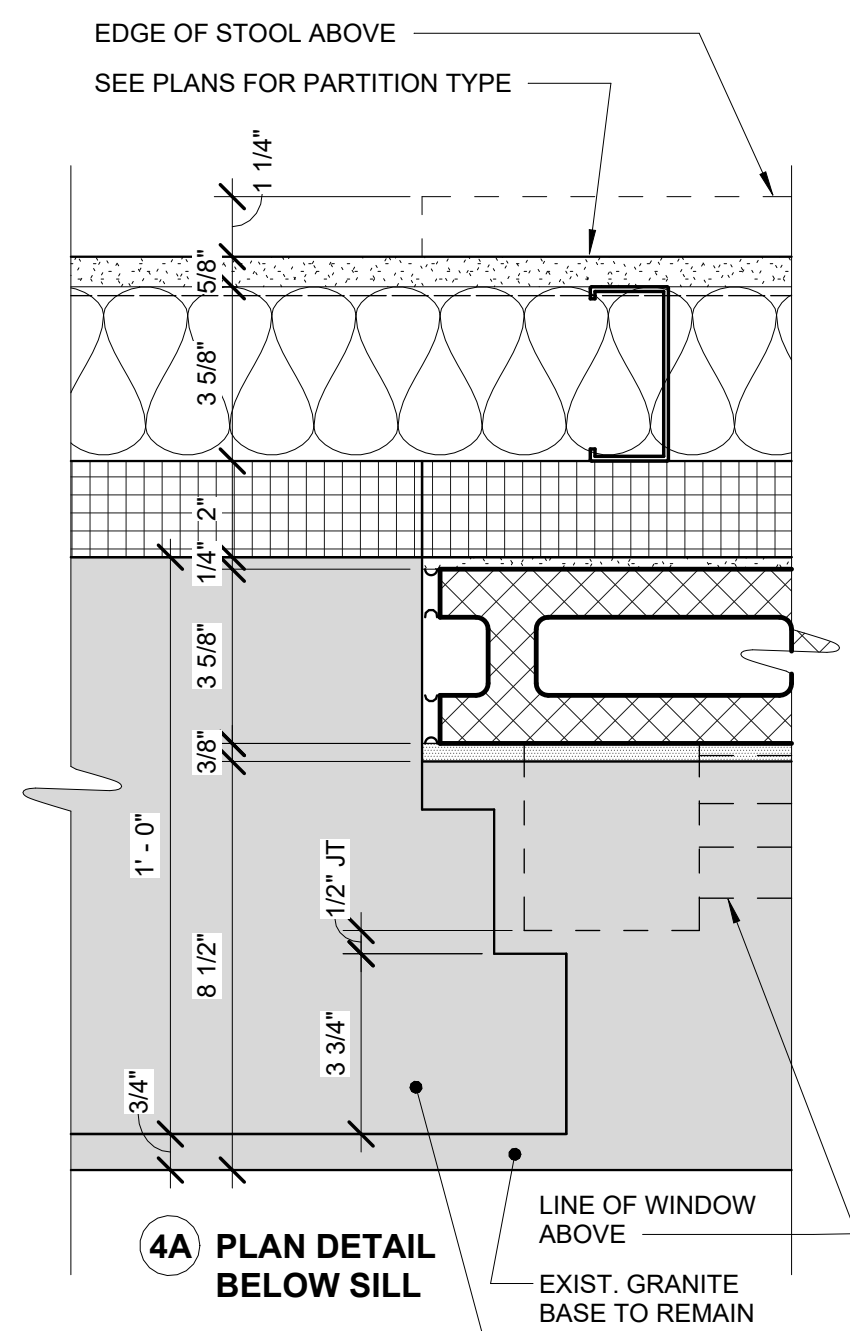 EDGE OF STOOL ABOVE
SEE PLANS FOR PARTITION TYPE
1 1/4"
5/8"
3 5/8"
2"
1/4"
3 5/8"
3/8"
1' - 0"
1/2" JT
8 1/2"
3 3/4"
3/4"
4A PLAN DETAIL
BELOW SILL
LINE OF WINDOW
ABOVE
EXIST. GRANITE
BASE TO REMAIN